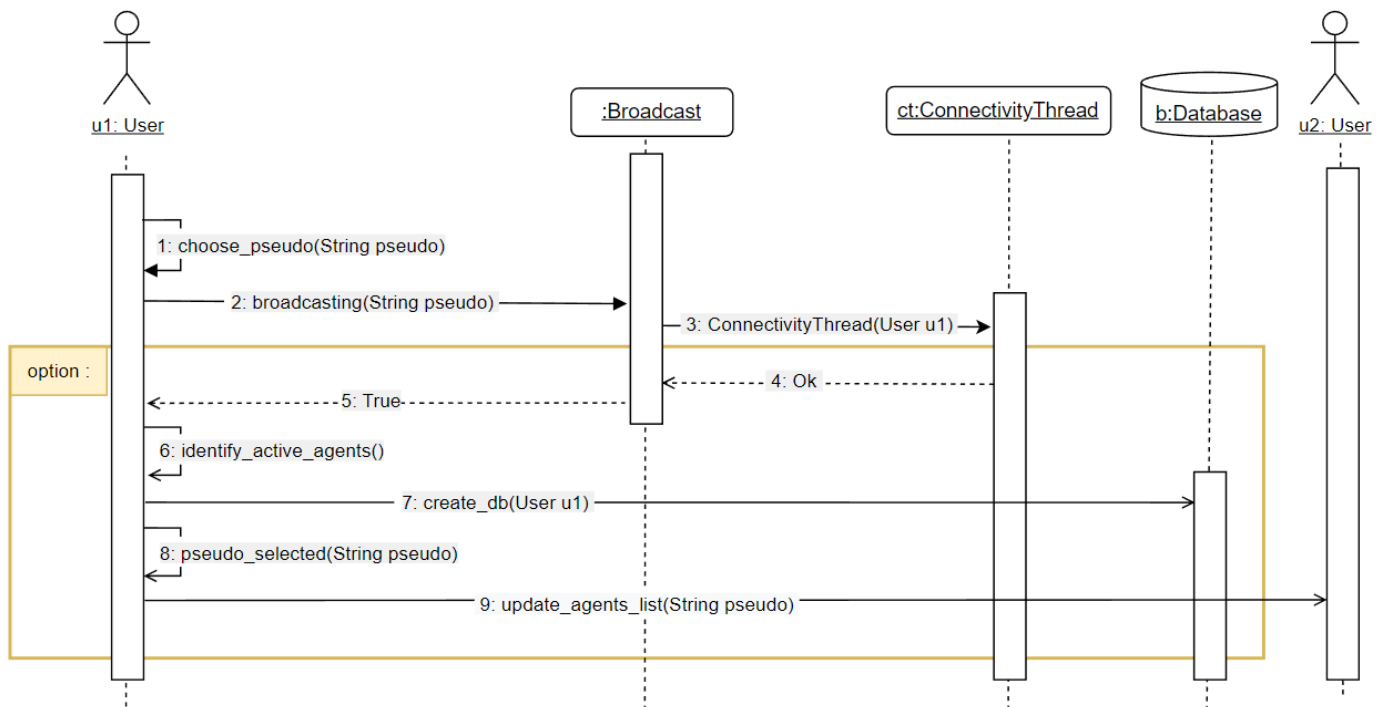 u1: User
:Broadcast
ct:ConnectivityThread
b:Database
u2: User
1: choose_pseudo(String pseudo)
2: broadcasting(String pseudo)
3: ConnectivityThread(User u1)
option :
4: Ok
5: True
6: identify_active_agents()
7: create_db(User u1)
8: pseudo_selected(String pseudo)
9: update_agents_list(String pseudo)